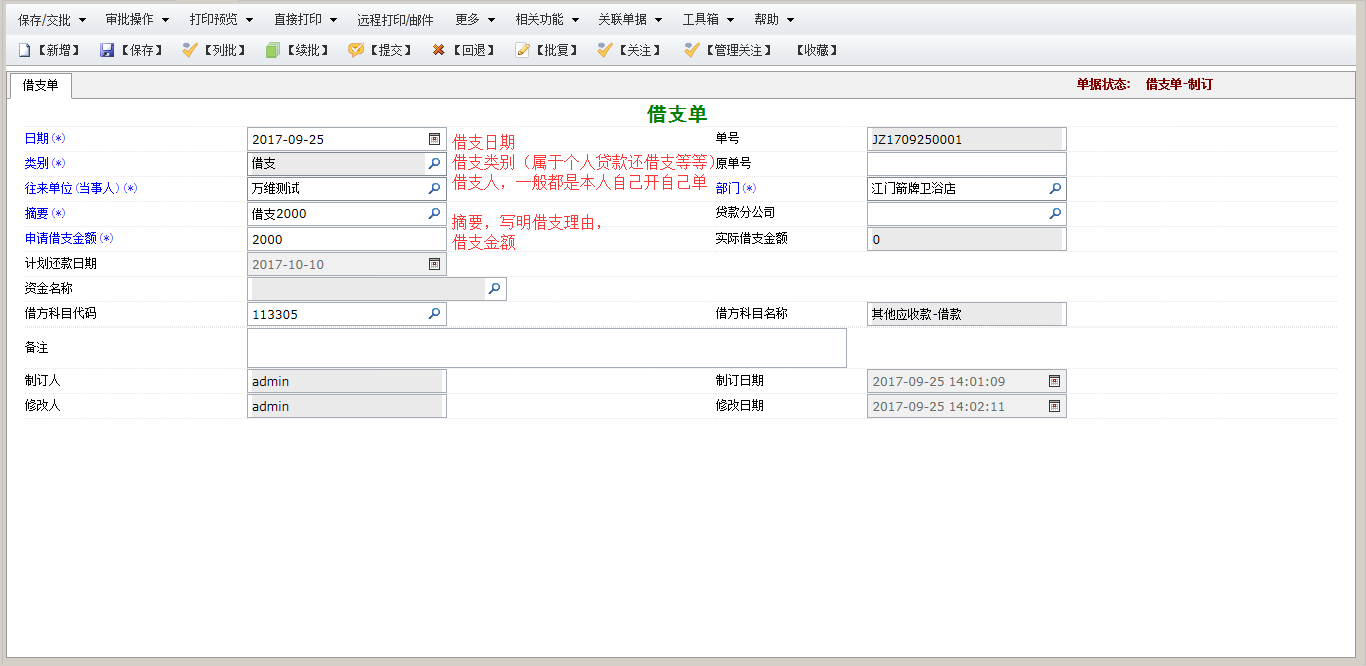 保存/交批 审批操作 打印预览 直接打印 远程打印/邮件 更多 相关功能 关联单据 工具箱 帮助
【新增】 【保存】 【列批】 【续批】 【提交】 【回退】 【批复】 【关注】 【管理关注】 【收藏】
借支单 单据状态: 借支单-制订
借支单
日期(*) 2017-09-25 借支日期 单号 JZ1709250001
类别(*) 借支 借支类别（属于个人贷款还借支等等） 原单号
往来单位(当事人)(*) 万维测试 借支人，一般都是本人自己开自己单 部门(*) 江门箭牌卫浴店
摘要(*) 借支2000 摘要，写明借支理由， 贷款分公司
申请借支金额(*) 2000 借支金额 实际借支金额 0
计划还款日期 2017-10-10
资金名称
借方科目代码 113305 借方科目名称 其他应收款-借款
备注
制订人 admin 制订日期 2017-09-25 14:01:09
修改人 admin 修改日期 2017-09-25 14:02:11